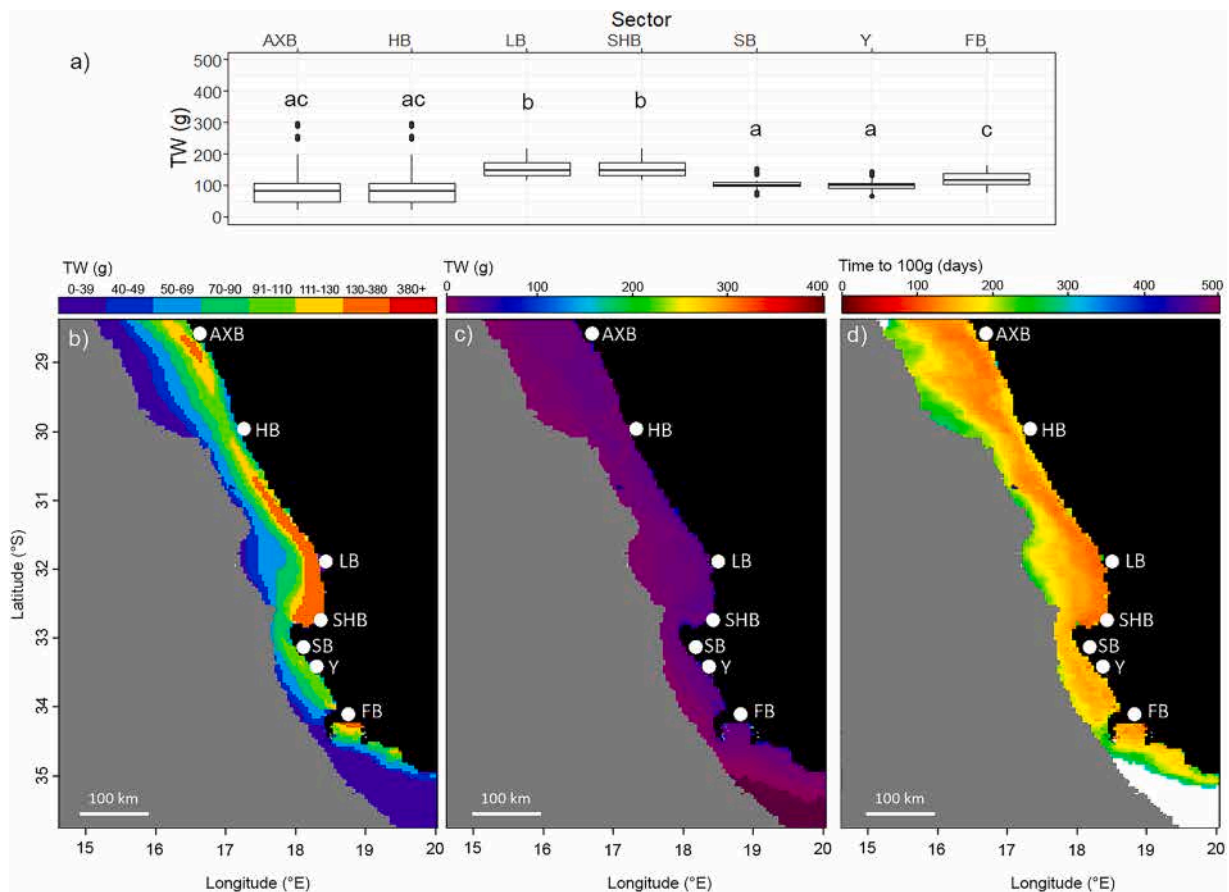 Sector
AXB HB LB SHB SB Y FB
a)
TW (g)
500
400
300
200
100
0
ac ac b b a a c
TW (g)
0-39 40-49 50-69 70-90 91-110 111-130 130-380 380+
TW (g)
0 100 200 300 400
Time to 100g (days)
0 100 200 300 400 500
b)
AXB
HB
LB
SHB
SB
Y
FB
100 km
c)
AXB
HB
LB
SHB
SB
Y
FB
100 km
d)
AXB
HB
LB
SHB
SB
Y
FB
100 km
Latitude (°S)
29
30
31
32
33
34
35
15 16 17 18 19 20
15 16 17 18 19 20
15 16 17 18 19 20
Longitude (°E)
Longitude (°E)
Longitude (°E)